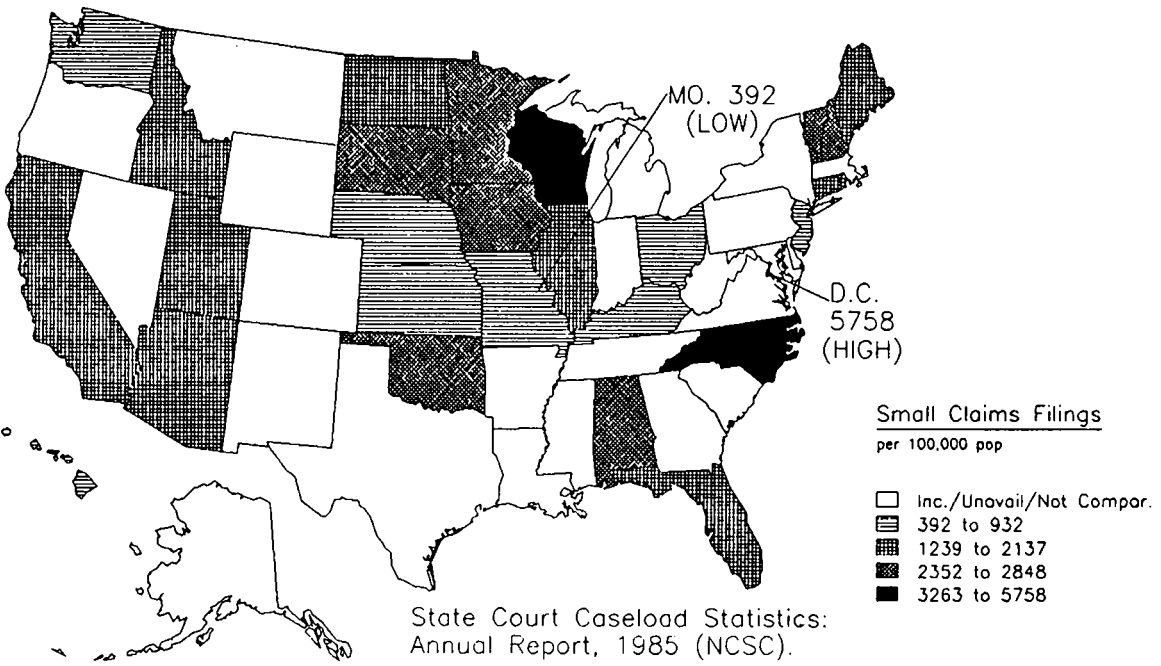 MO. 392
(LOW)
D.C.
5758
(HIGH)
Small Claims Filings
per 100,000 pop
Inc./Unavail/Not Compar.
392 to 932
1239 to 2137
2352 to 2848
3263 to 5758
State Court Caseload Statistics:
Annual Report, 1985 (NCSC).